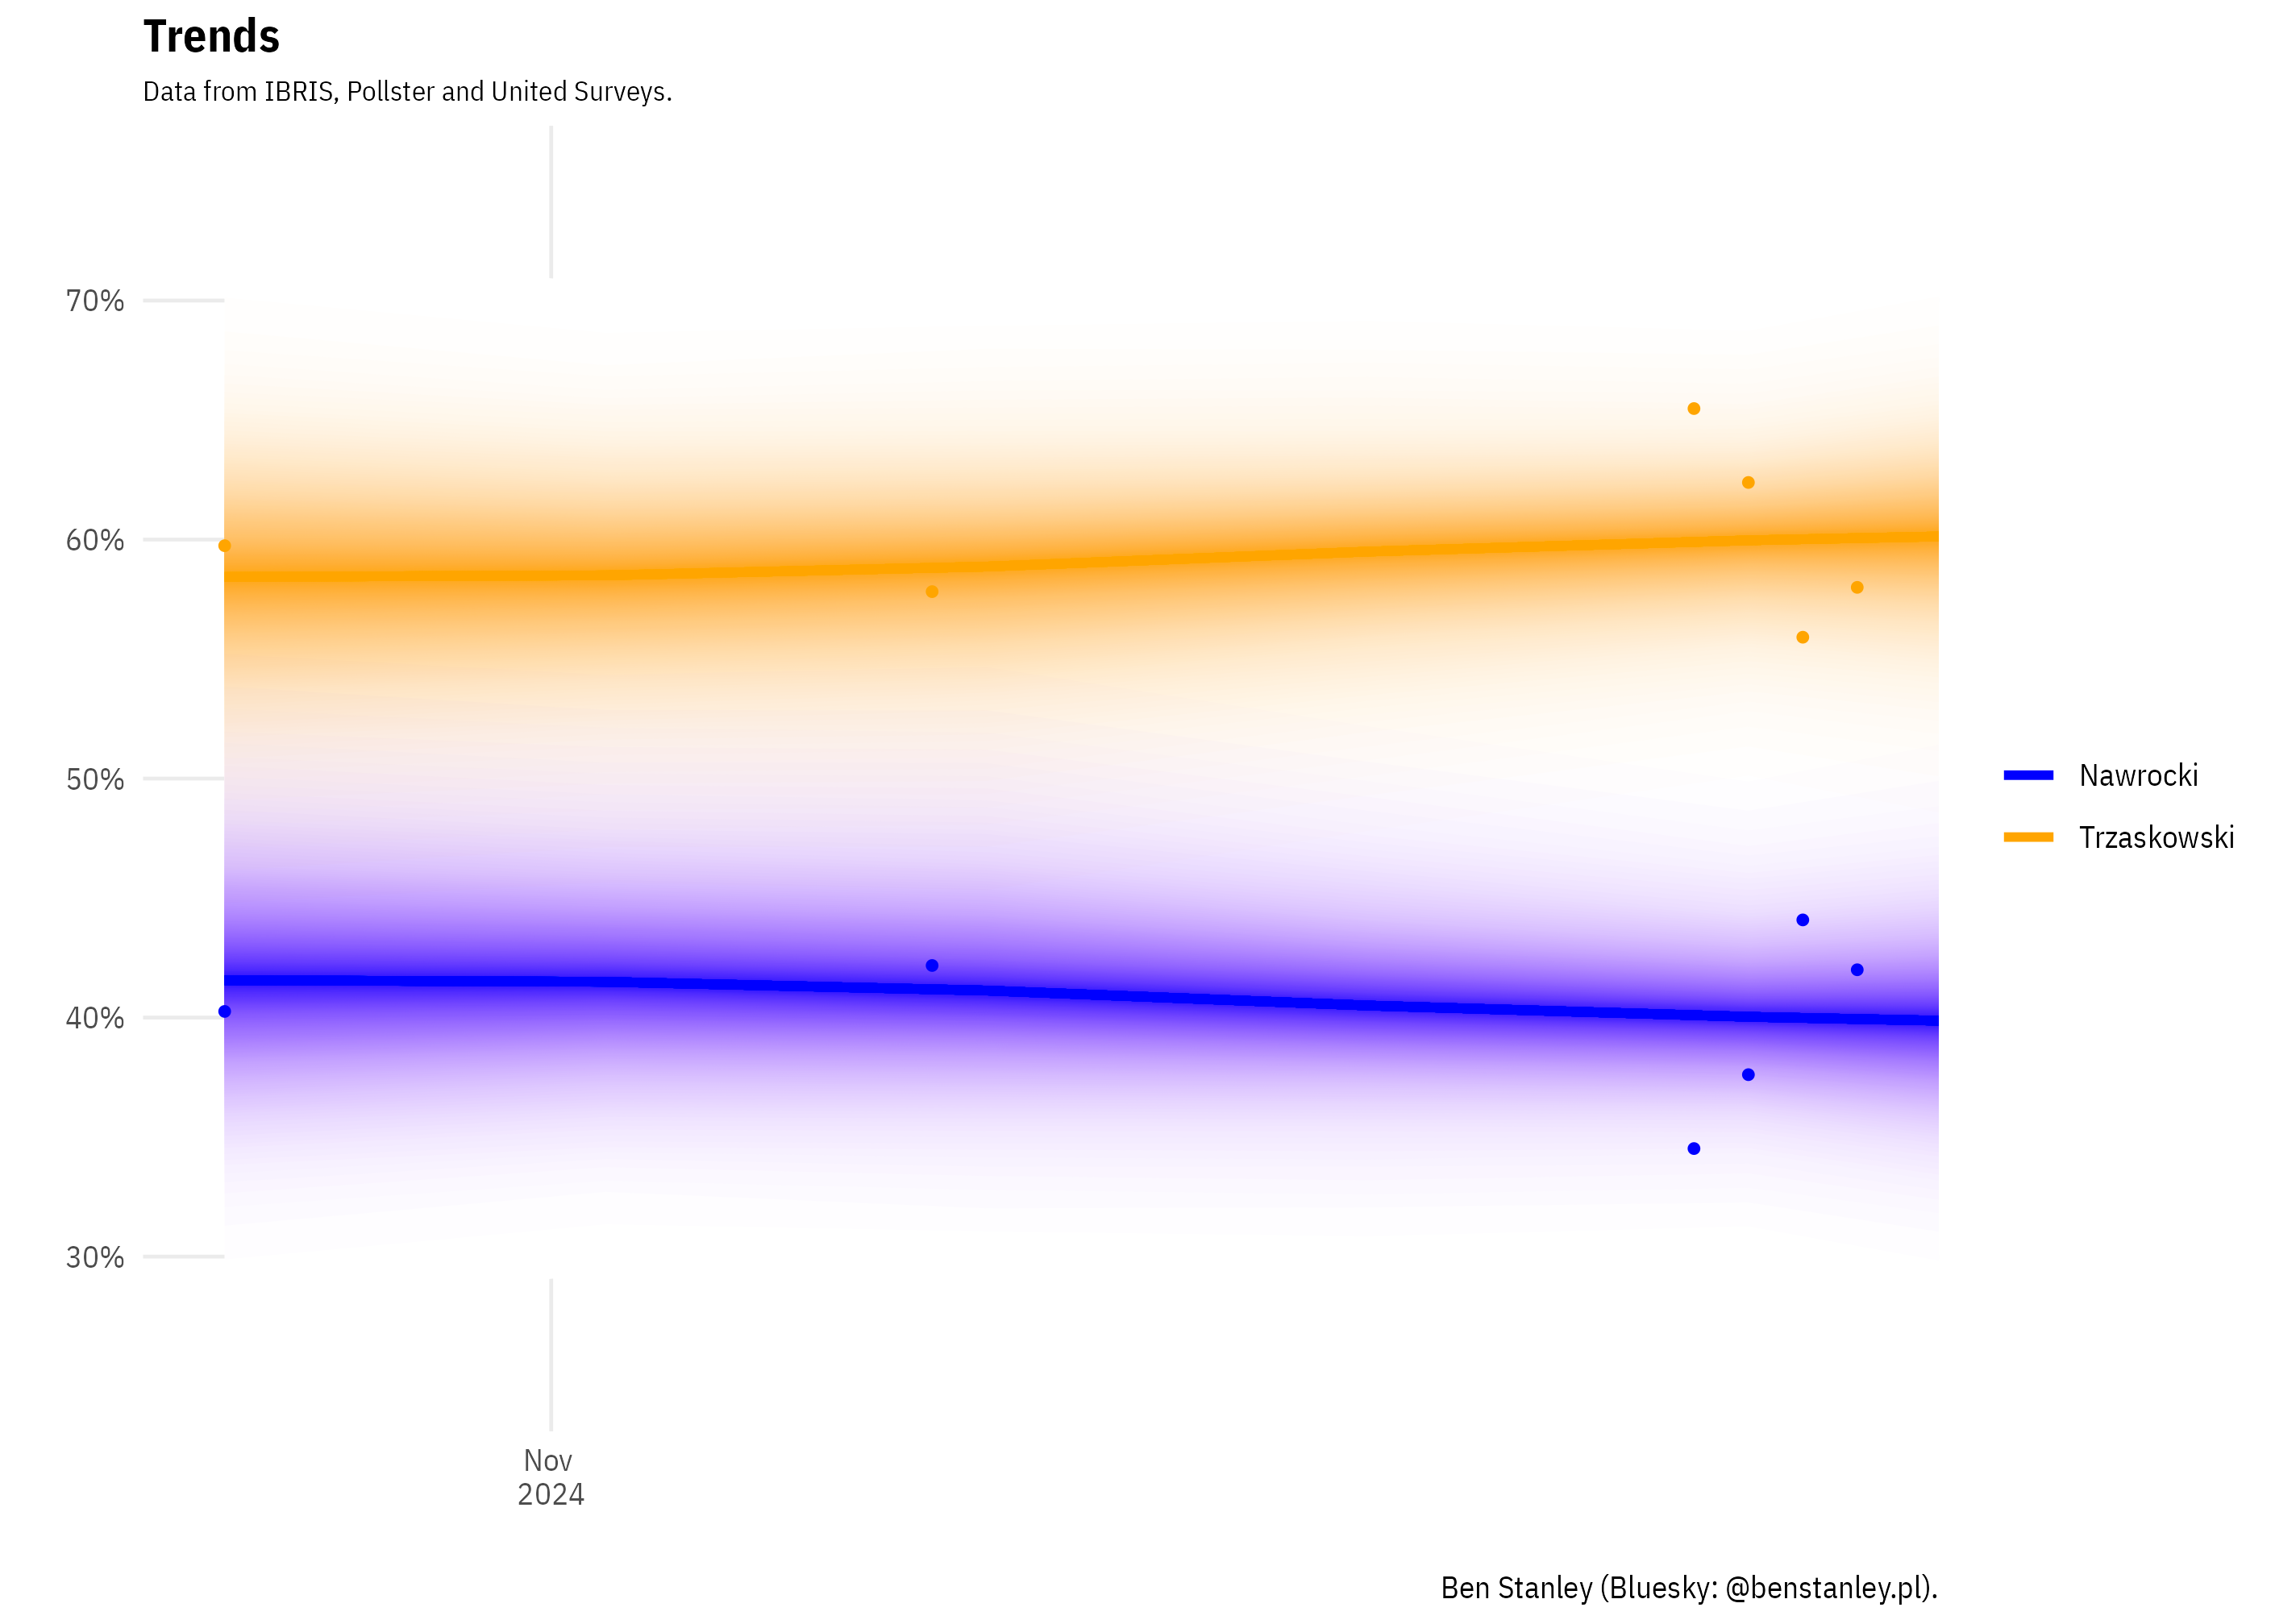 Trends
Data from IBRIS, Pollster and United Surveys.
70%
60%
50%
40%
30%
Nawrocki
Trzaskowski
Nov
2024
Ben Stanley (Bluesky: @benstanley.pl).